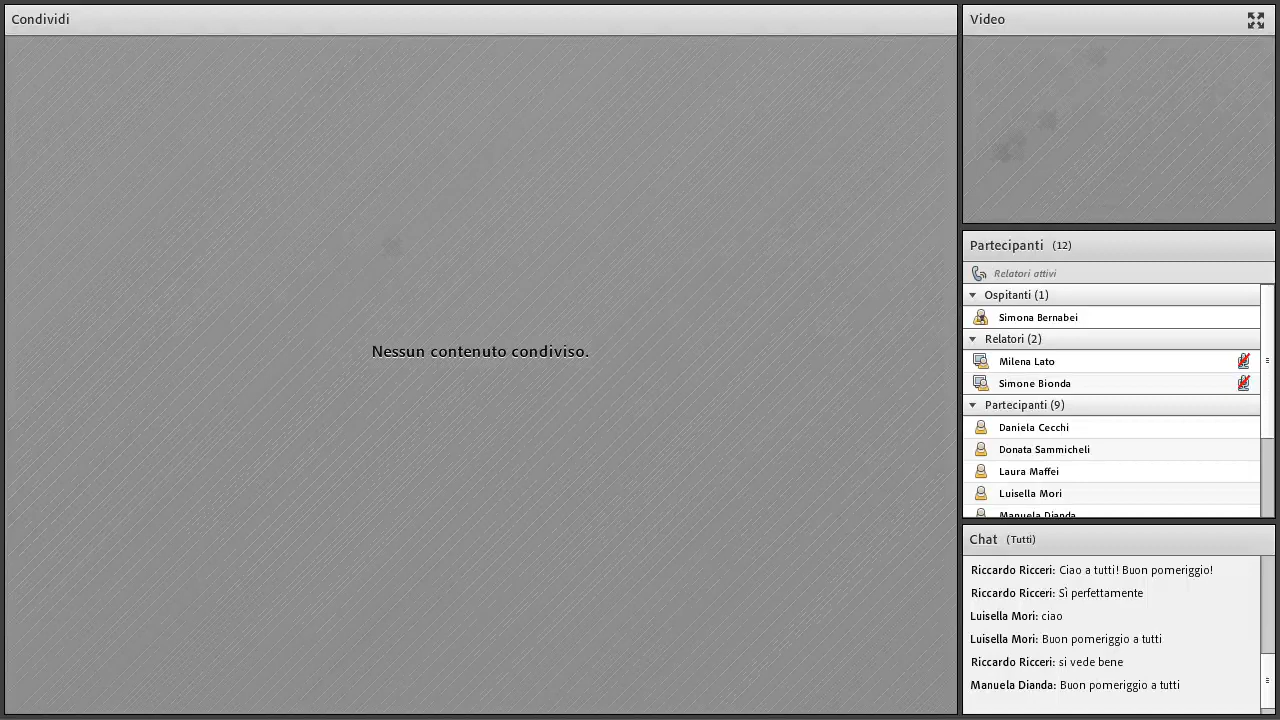 Condividi
Nessun contenuto condiviso.
Video
Partecipanti (12)
Relatori attivi
Ospitanti (1)
Simona Bernabei
Relatori (2)
Milena Lato
Simone Bionda
Partecipanti (9)
Daniela Cecchi
Donata Sammicheli
Laura Maffei
Luisella Mori
Manuela Dianda
Chat (Tutti)
Riccardo Ricceri: Ciao a tutti! Buon pomeriggio!
Riccardo Ricceri: Sì perfettamente
Luisella Mori: ciao
Luisella Mori: Buon pomeriggio a tutti
Riccardo Ricceri: si vede bene
Manuela Dianda: Buon pomeriggio a tutti